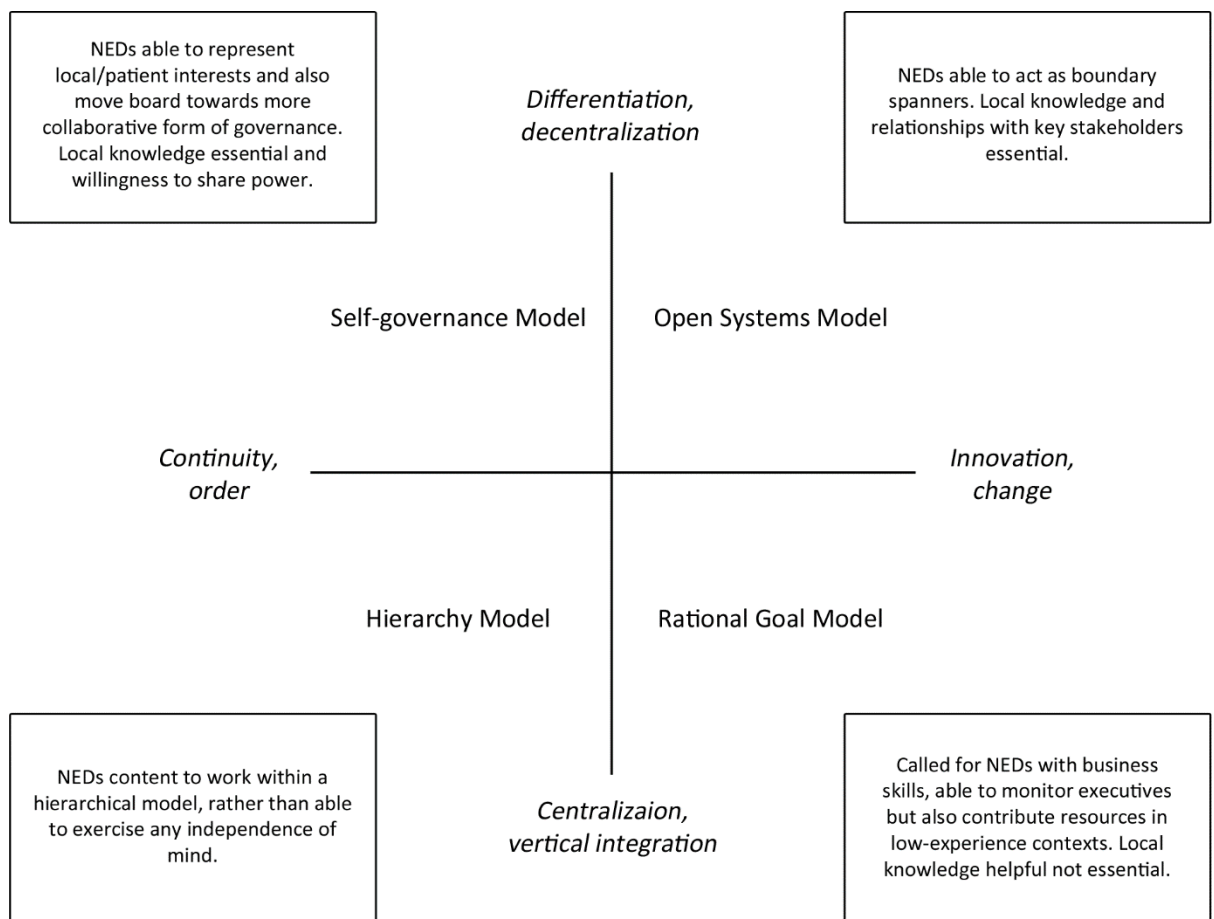 NEDs able to represent
local/patient interests and also
move board towards more
collaborative form of governance.
Local knowledge essential and
willingness to share power.
Differentiation,
decentralization
NEDs able to act as boundary
spanners. Local knowledge and
relationships with key stakeholders
essential.
Self-governance Model
Open Systems Model
Continuity,
order
Innovation,
change
Hierarchy Model
Rational Goal Model
NEDs content to work within a
hierarchical model, rather than able
to exercise any independence of
mind.
Centralizaion,
vertical integration
Called for NEDs with business
skills, able to monitor executives
but also contribute resources in
low-experience contexts. Local
knowledge helpful not essential.